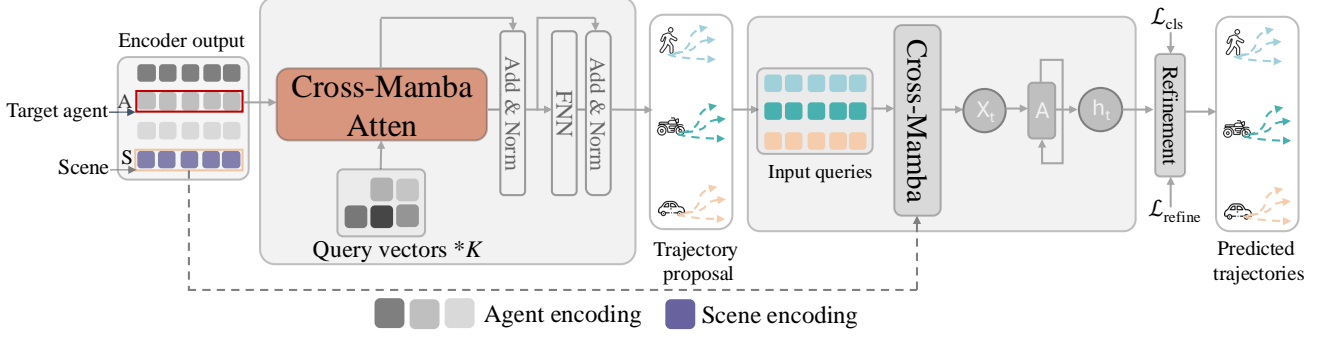 Encoder output
A
Target agent
S
Scene
Cross-Mamba
Atten
Query vectors *K
Add & Norm
FNN
Add & Norm
Trajectory
proposal
Input queries
Cross-Mamba
X_t
A
h_t
ℒ_cls
Refinement
ℒ_refine
Predicted
trajectories
Agent encoding
Scene encoding